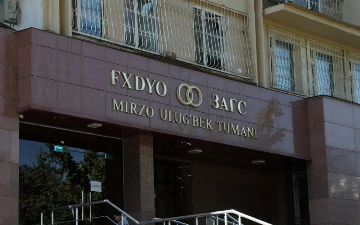 FXDYO ЗАГС
MIRZO ULUG'BEK TUMANI